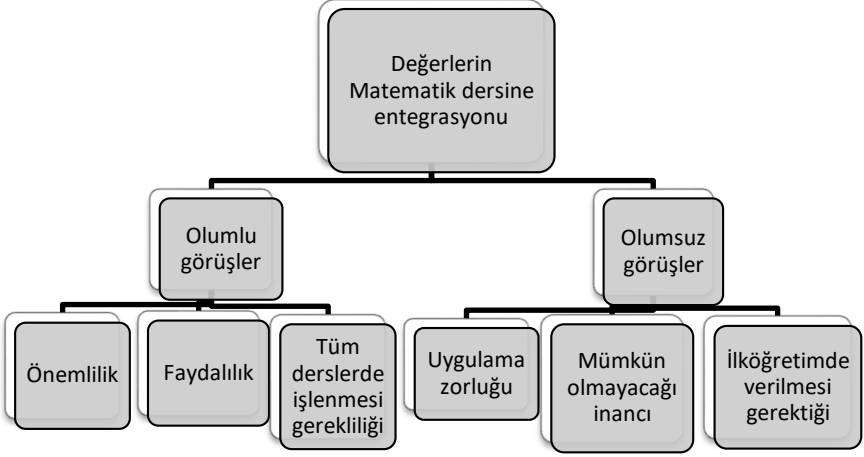 Değerlerin
Matematik dersine
entegrasyonu
Olumlu
görüşler
Olumsuz
görüşler
Önemlilik
Faydalılık
Tüm
derslerde
işlenmesi
gerekliliği
Uygulama
zorluğu
Mümkün
olmayacağı
inancı
İlköğretimde
verilmesi
gerektiği